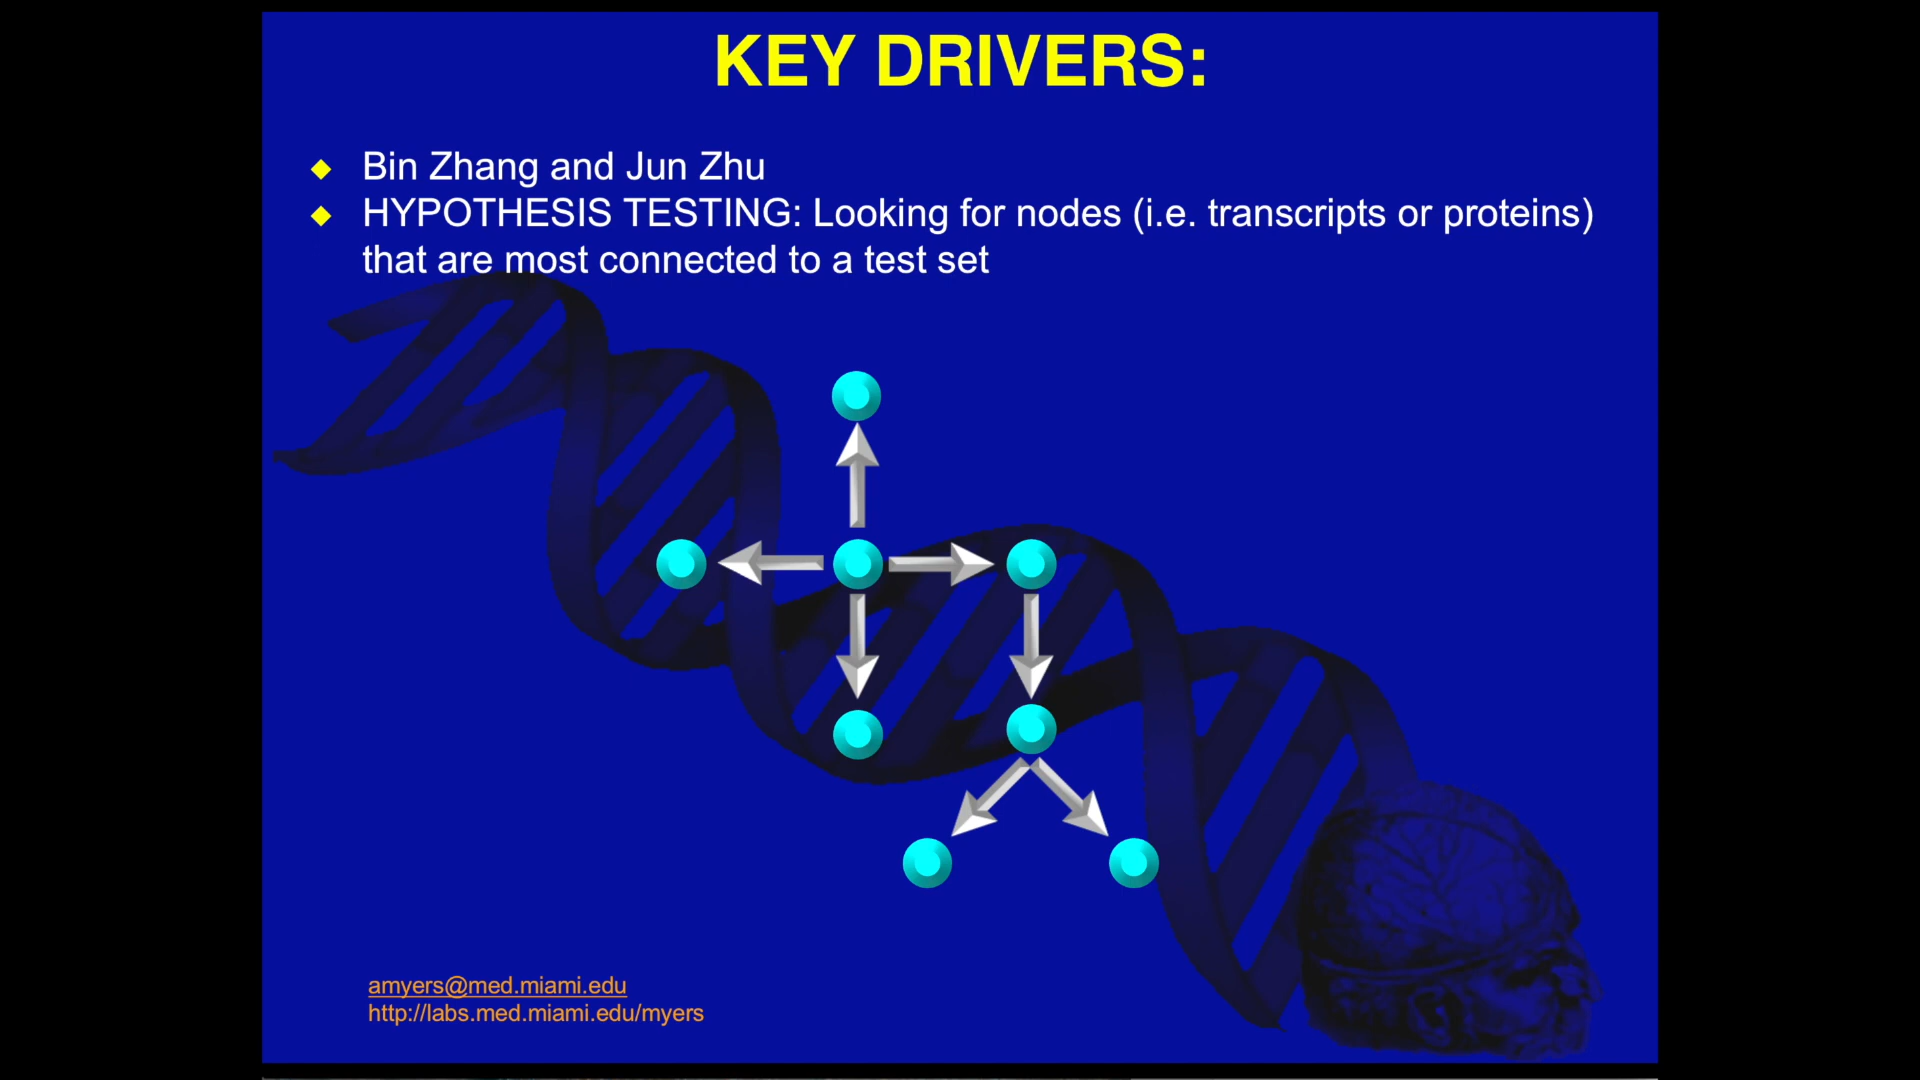 KEY DRIVERS:
Bin Zhang and Jun Zhu
HYPOTHESIS TESTING: Looking for nodes (i.e. transcripts or proteins)
that are most connected to a test set
amyers@med.miami.edu
http://labs.med.miami.edu/myers